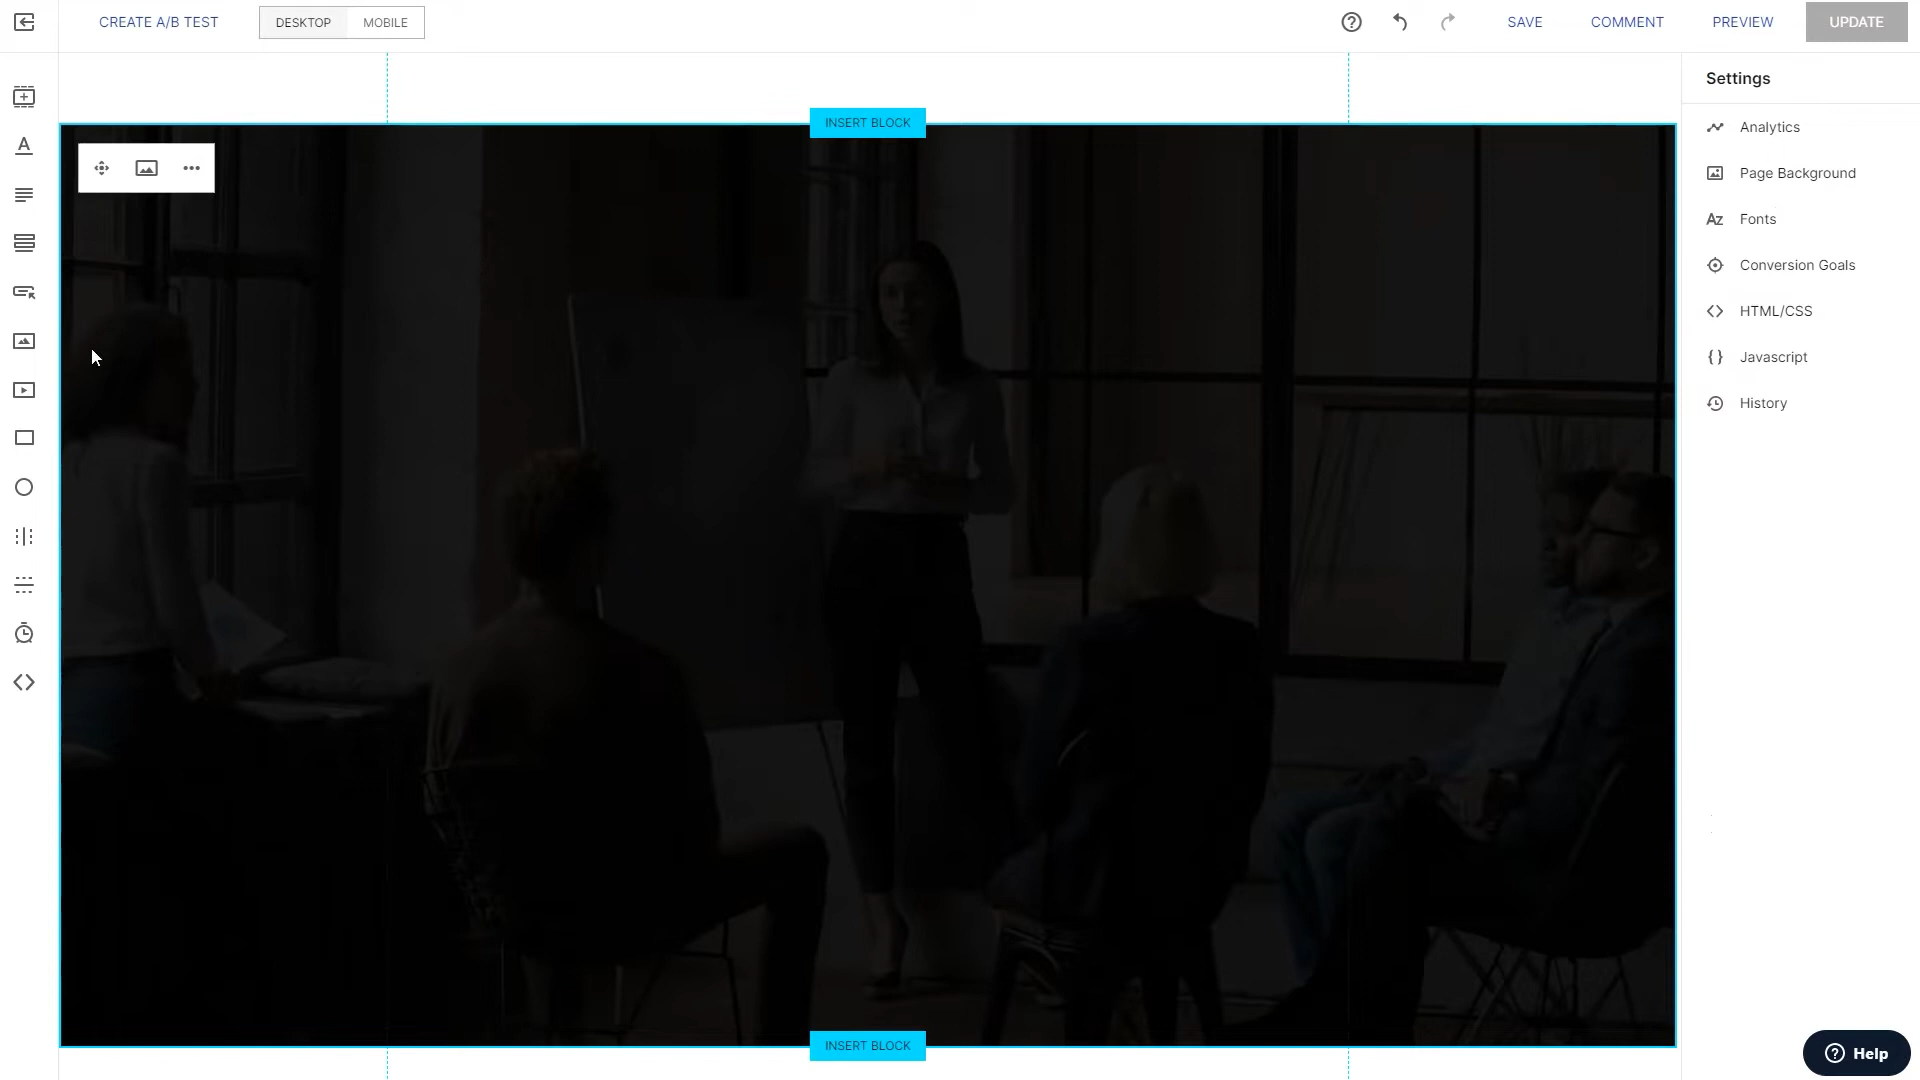 CREATE A/B TEST
DESKTOP
MOBILE
SAVE
COMMENT
PREVIEW
UPDATE
Settings
INSERT BLOCK
Analytics
Page Background
Fonts
Conversion Goals
HTML/CSS
Javascript
History
INSERT BLOCK
Help